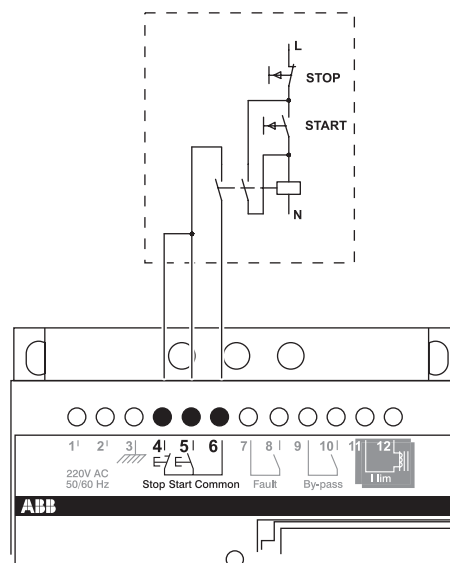 L
STOP
START
N
1 2 3 4 5 6 7 8 9 10 11 12
220V AC
50/60 Hz
Stop Start Common
Fault
By-pass
I lim
ABB